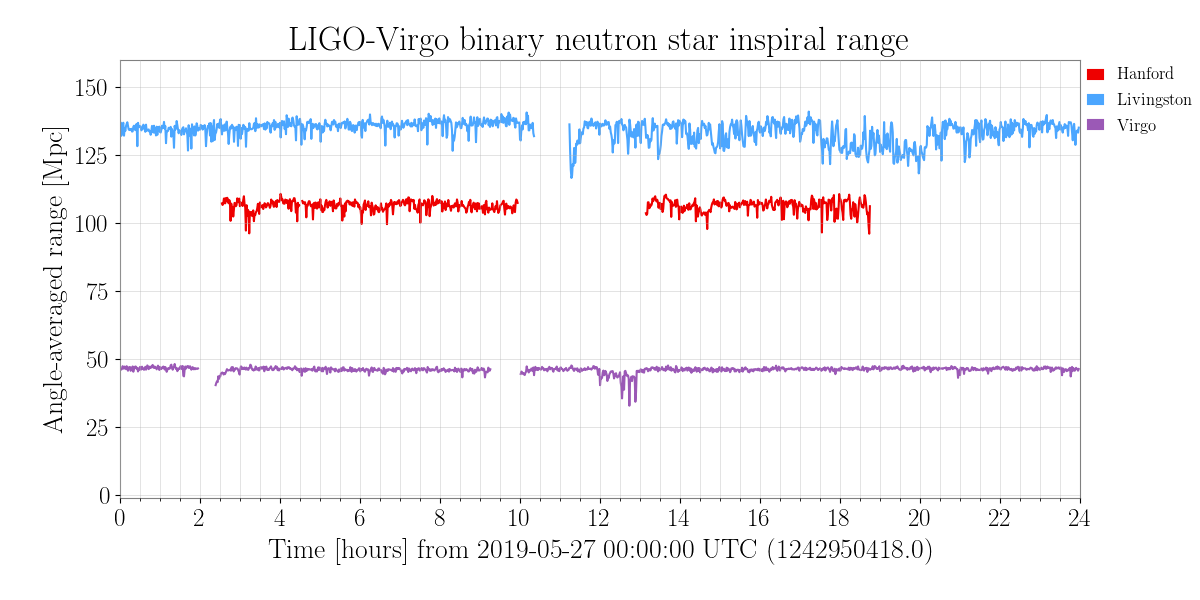 LIGO-Virgo binary neutron star inspiral range
Hanford
Livingston
Virgo
Angle-averaged range [Mpc]
150
125
100
75
50
25
0
0 2 4 6 8 10 12 14 16 18 20 22 24
Time [hours] from 2019-05-27 00:00:00 UTC (1242950418.0)